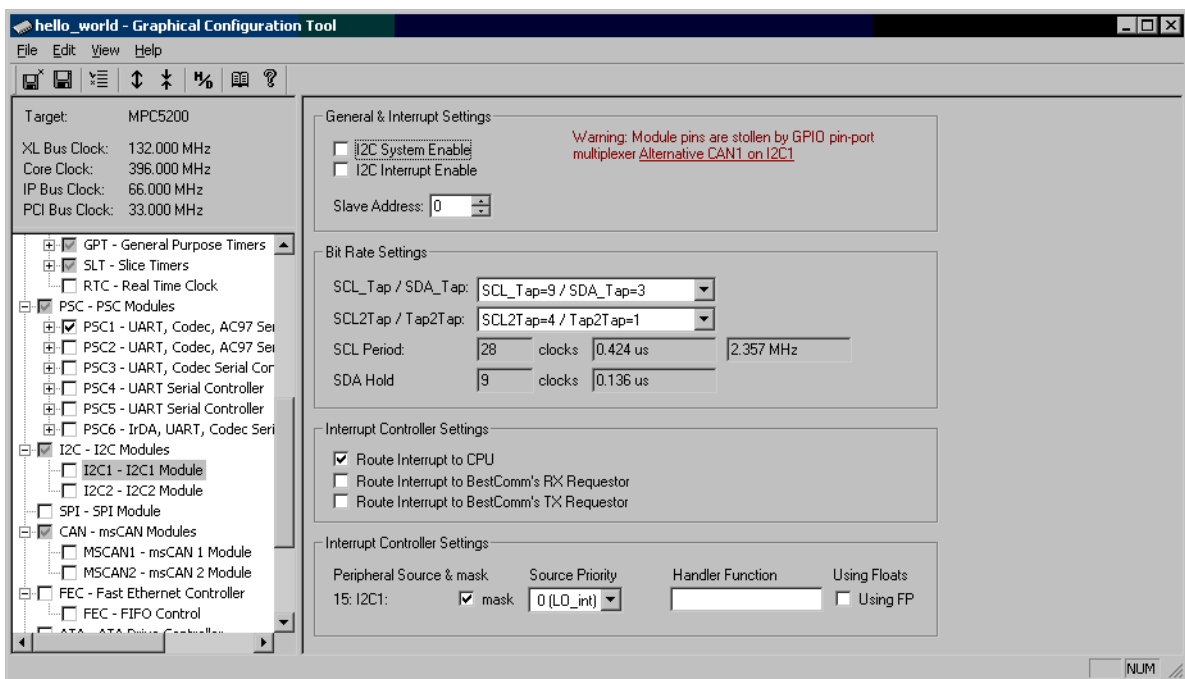 hello_world - Graphical Configuration Tool
File Edit View Help
H/D
Target: MPC5200
XL Bus Clock: 132.000 MHz
Core Clock: 396.000 MHz
IP Bus Clock: 66.000 MHz
PCI Bus Clock: 33.000 MHz
GPT - General Purpose Timers
SLT - Slice Timers
RTC - Real Time Clock
PSC - PSC Modules
PSC1 - UART, Codec, AC97 Ser
PSC2 - UART, Codec, AC97 Ser
PSC3 - UART, Codec Serial Cor
PSC4 - UART Serial Controller
PSC5 - UART Serial Controller
PSC6 - IrDA, UART, Codec Seri
I2C - I2C Modules
I2C1 - I2C1 Module
I2C2 - I2C2 Module
SPI - SPI Module
CAN - msCAN Modules
MSCAN1 - msCAN 1 Module
MSCAN2 - msCAN 2 Module
FEC - Fast Ethernet Controller
FEC - FIFO Control
ATA - ATA Drive Controller
General & Interrupt Settings
I2C System Enable
I2C Interrupt Enable
Warning: Module pins are stollen by GPIO pin-port
multiplexer Alternative CAN1 on I2C1
Slave Address: 0
Bit Rate Settings
SCL_Tap / SDA_Tap: SCL_Tap=9 / SDA_Tap=3
SCL2Tap / Tap2Tap: SCL2Tap=4 / Tap2Tap=1
SCL Period: 28 clocks 0.424 us 2.357 MHz
SDA Hold 9 clocks 0.136 us
Interrupt Controller Settings
Route Interrupt to CPU
Route Interrupt to BestComm's RX Requestor
Route Interrupt to BestComm's TX Requestor
Interrupt Controller Settings
Peripheral Source & mask Source Priority Handler Function Using Floats
15: I2C1: mask 0 (LO_int) Using FP
NUM